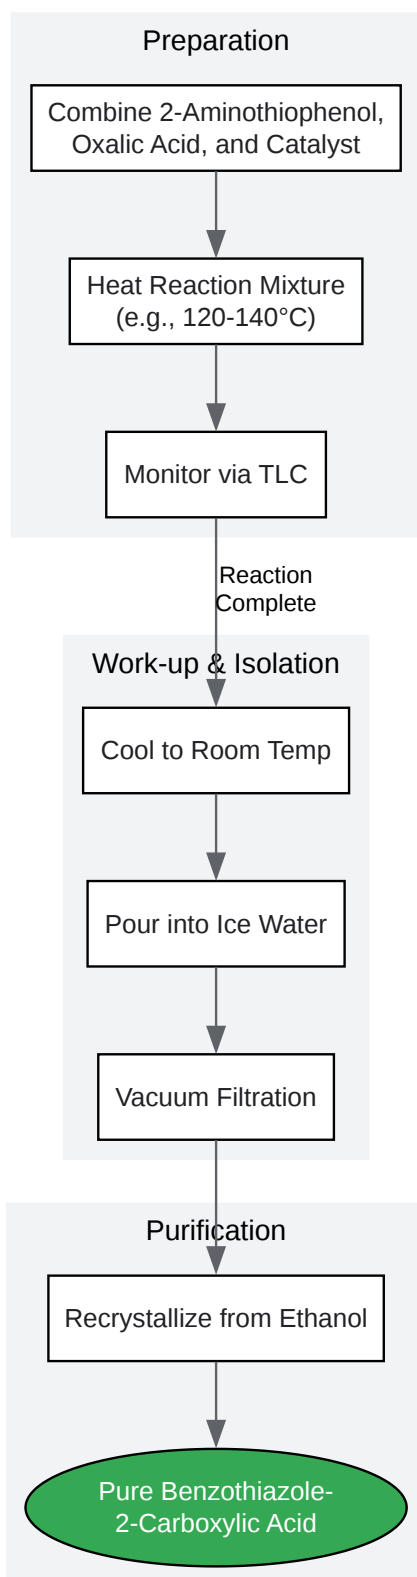 Preparation
Combine 2-Aminothiophenol,
Oxalic Acid, and Catalyst
Heat Reaction Mixture
(e.g., 120-140°C)
Monitor via TLC
Reaction
Complete
Work-up & Isolation
Cool to Room Temp
Pour into Ice Water
Vacuum Filtration
Purification
Recrystallize from Ethanol
Pure Benzothiazole-
2-Carboxylic Acid